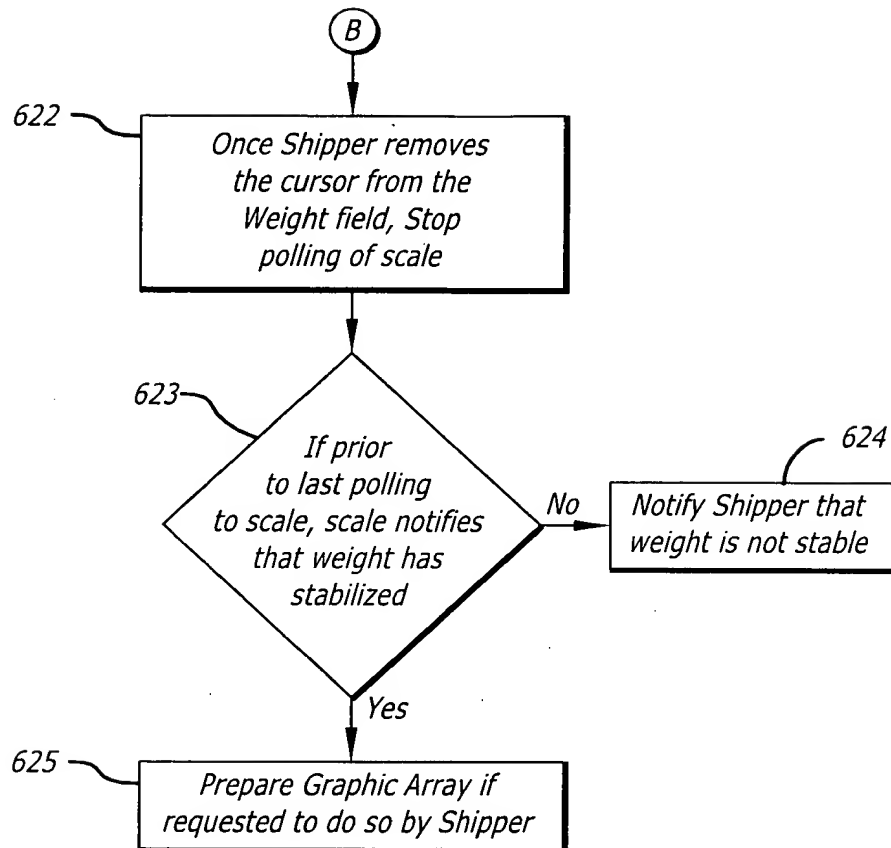 B
622
Once Shipper removes
the cursor from the
Weight field, Stop
polling of scale
623
If prior
to last polling
to scale, scale notifies
that weight has
stabilized
No
624
Notify Shipper that
weight is not stable
Yes
625
Prepare Graphic Array if
requested to do so by Shipper